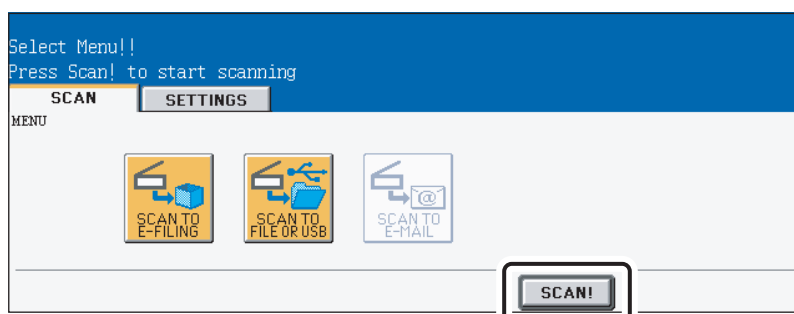 Select Menu!!
Press Scan! to start scanning
SCAN SETTINGS
MENU
SCAN TO
E-FILING
SCAN TO
FILE OR USB
@
SCAN TO
E-MAIL
SCAN!